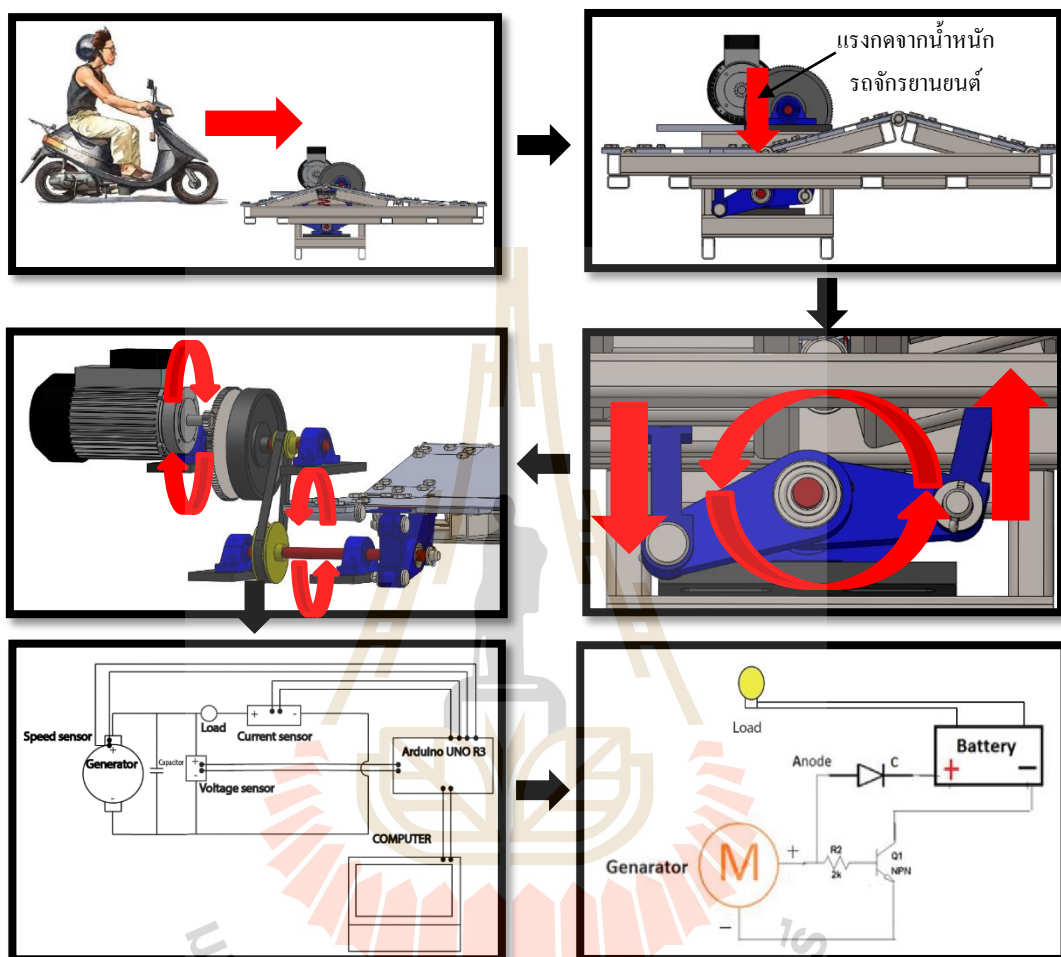 แรงกดจากน้ำหนัก
รถจักรยานยนต์
Speed sensor
+
Generator
-
Capacitor
+
-
Voltage sensor
Load
+ -
Current sensor
Arduino UNO R3
COMPUTER
Load
Battery
+ -
Anode
C
Genarator
M
+
-
R2
2k
Q1
NPN